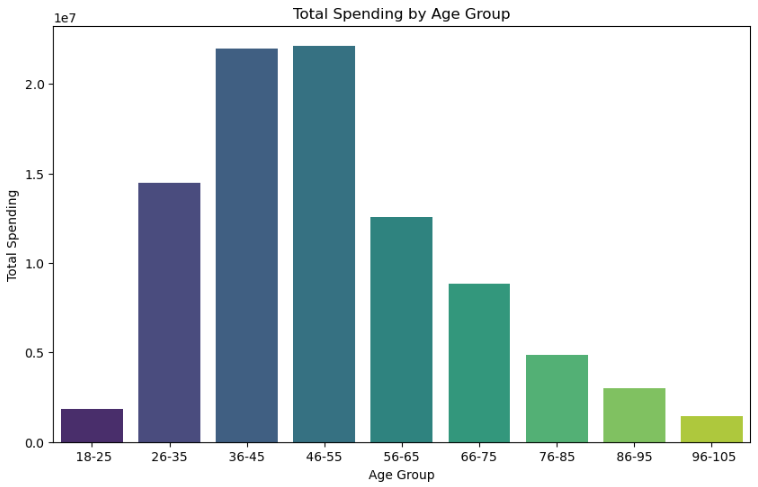 Total Spending by Age Group
1e7
Total Spending
2.0
1.5
1.0
0.5
0.0
18-25 26-35 36-45 46-55 56-65 66-75 76-85 86-95 96-105
Age Group